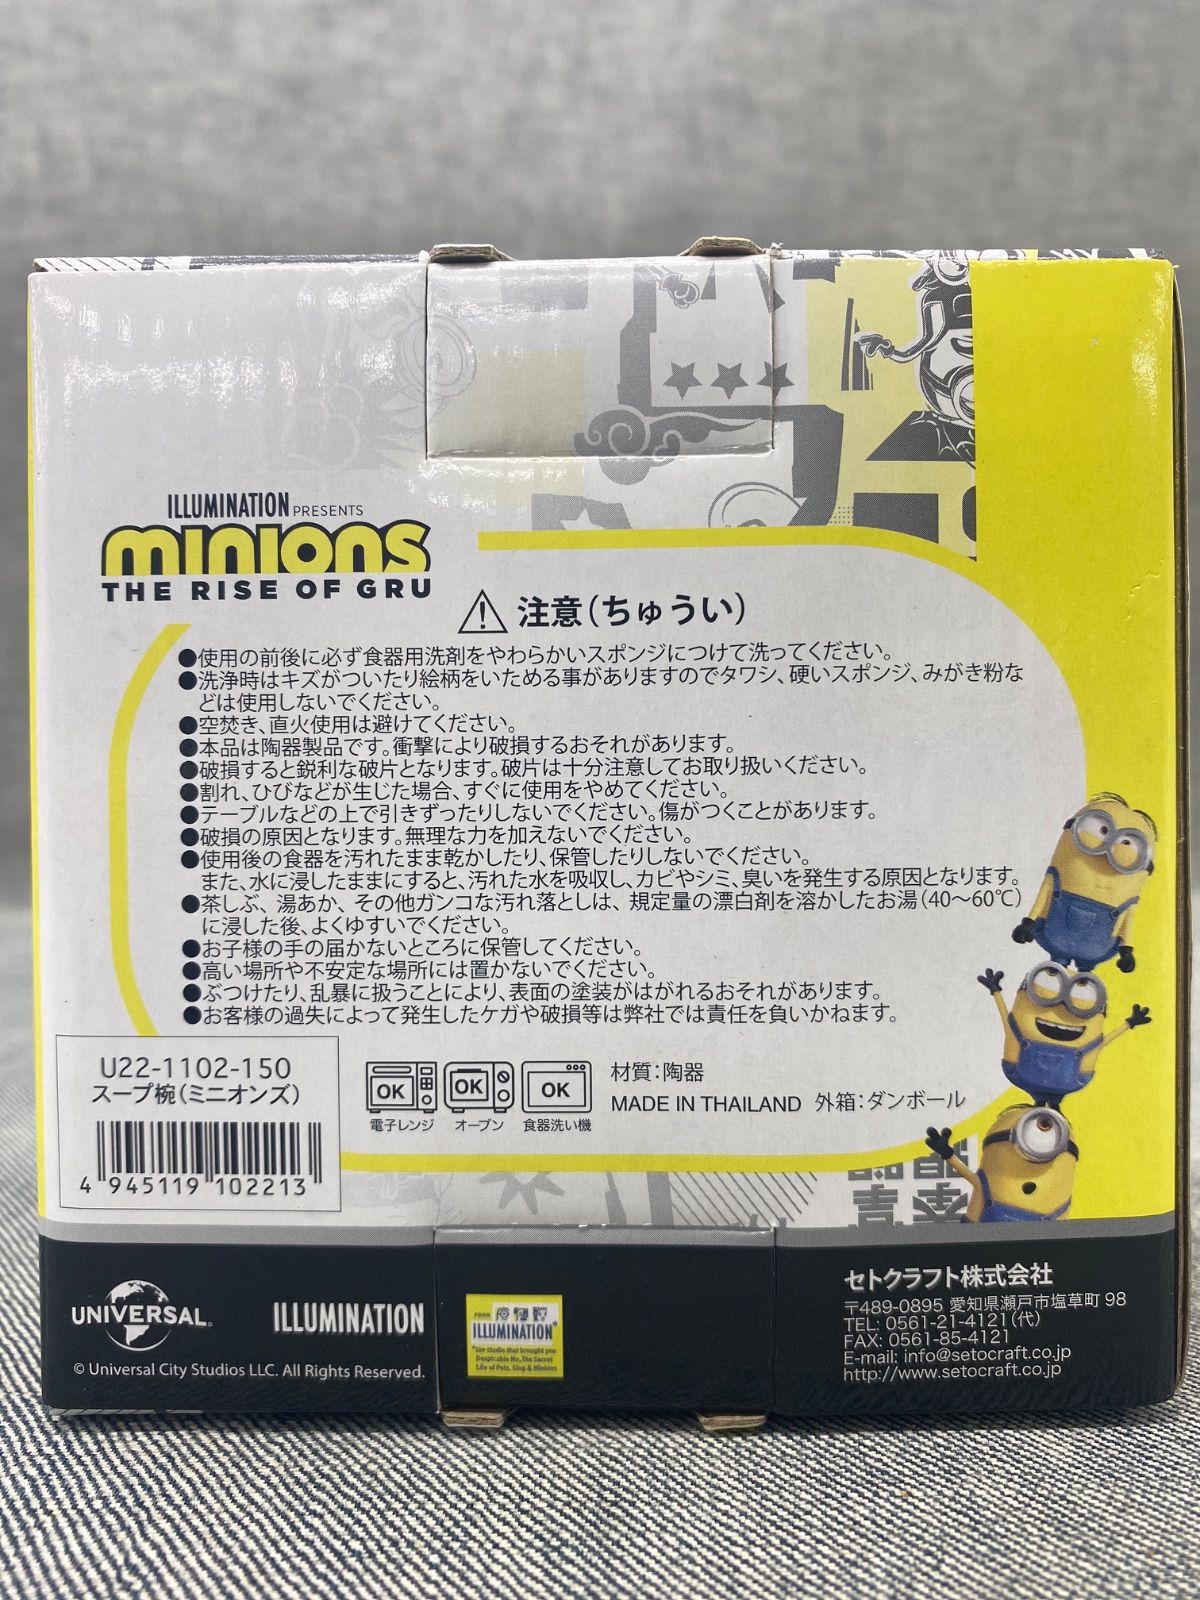 ILLUMINATION PRESENTS
minions
THE RISE OF GRU
注意(ちゅうい)
●使用の前後に必ず食器用洗剤をやわらかいスポンジにつけて洗ってください。
●洗浄時はキズがついたり絵柄をいためる事がありますのでタワシ、硬いスポンジ、みがき粉な
どは使用しないでください。
●空焚き、直火使用は避けてください。
●本品は陶器製品です。衝撃により破損するおそれがあります。
●破損すると鋭利な破片となります。破片は十分注意してお取り扱いください。
●割れ、ひびなどが生じた場合、すぐに使用をやめてください。
●テーブルなどの上で引きずったりしないでください。傷がつくことがあります。
●破損の原因となります。無理な力を加えないでください。
●使用後の食器を汚れたまま乾かしたり、保管したりしないでください。
また、水に浸したままにすると、汚れた水を吸収し、カビやシミ、臭いを発生する原因となります。
●茶しぶ、湯あか、その他ガンコな汚れ落としは、規定量の漂白剤を溶かしたお湯(40～60℃)
に浸した後、よくゆすいでください。
●お子様の手の届かないところに保管してください。
●高い場所や不安定な場所には置かないでください。
●ぶつけたり、乱暴に扱うことにより、表面の塗装がはがれるおそれがあります。
●お客様の過失によって発生したケガや破損等は弊社では責任を負いかねます。
U22-1102-150
スープ椀(ミニオンズ)
4 945119 102213
OK OK OK
電子レンジ オーブン 食器洗い機
材質:陶器
MADE IN THAILAND 外箱:ダンボール
UNIVERSAL
ILLUMINATION
© Universal City Studios LLC. All Rights Reserved.
FROM
ILLUMINATION
"the studio that brought you
Despicable Me, The Secret
Life of Pets, Sing & Minions
セトクラフト株式会社
〒489-0895 愛知県瀬戸市塩草町 98
TEL: 0561-21-4121(代)
FAX: 0561-85-4121
E-mail: info@setocraft.co.jp
http://www.setocraft.co.jp